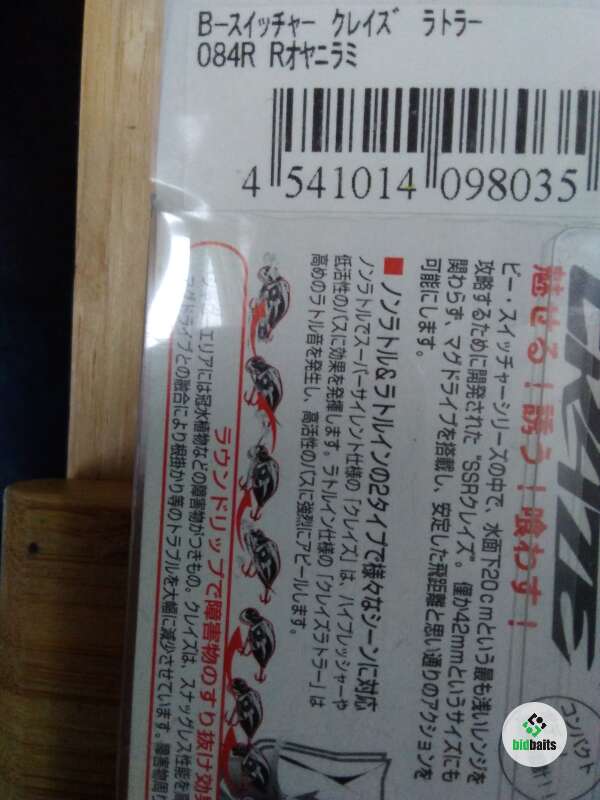 B-スイッチャー クレイズ ラトラー
084R Rオヤニラミ
4 541014 098035
CRAZE
魅せる!誘う!喰わす!
ビー・スイッチャーシリーズの中で、水面下20cmという最も浅いレンジを
攻略するために開発された"SSRクレイズ"。僅か42mmというサイズにも
関わらず、マグドライブを搭載し、安定した飛距離と思い通りのアクションを
可能にします。
■ノンラトル&ラトルインの2タイプで様々なシーンに対応
ノンラトルでスーパーサイレント仕様の「クレイズ」は、ハイプレッシャーや
低活性のバスに効果を発揮します。ラトルイン仕様の「クレイズラトラー」は
高めのラトル音を発生し、高活性のバスに強烈にアピールします。
ラウンドリップで障害物のすり抜け効
エリアには冠水植物などの障害物がつきもの。クレイズは、スナッグレス性能を
マグドライブとの融合により根掛かり等のトラブルを大幅に減少させています。障害物周
コンパクト
bidbaits